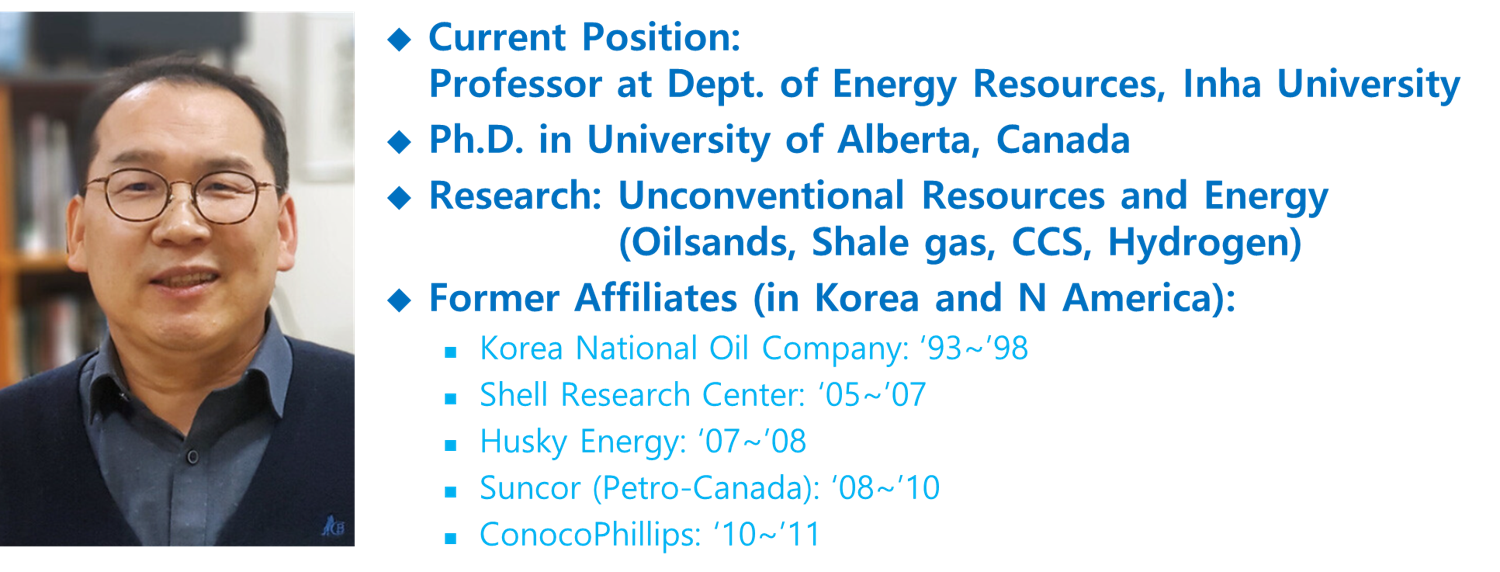 ◆ Current Position:
Professor at Dept. of Energy Resources, Inha University
◆ Ph.D. in University of Alberta, Canada
◆ Research: Unconventional Resources and Energy
(Oilsands, Shale gas, CCS, Hydrogen)
◆ Former Affiliates (in Korea and N America):
▪ Korea National Oil Company: ‘93~’98
▪ Shell Research Center: ‘05~’07
▪ Husky Energy: ‘07~’08
▪ Suncor (Petro-Canada): ‘08~’10
▪ ConocoPhillips: ‘10~’11